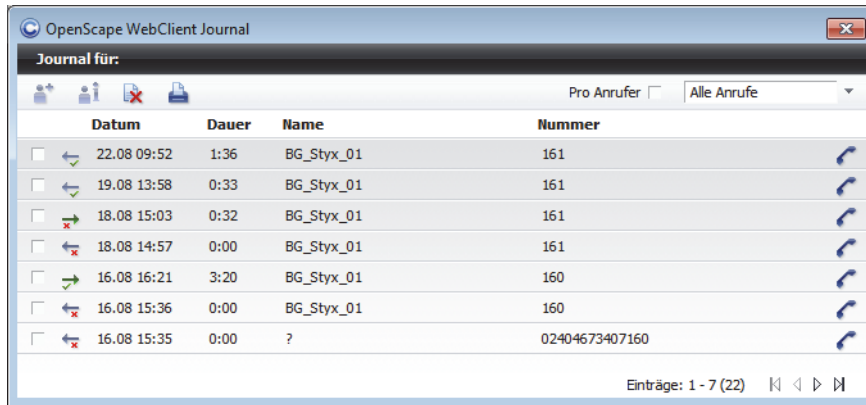 OpenScape WebClient Journal
Journal für:
Pro Anrufer Alle Anrufe
Datum Dauer Name Nummer
22.08 09:52 1:36 BG_Styx_01 161
19.08 13:58 0:33 BG_Styx_01 161
18.08 15:03 0:32 BG_Styx_01 161
18.08 14:57 0:00 BG_Styx_01 161
16.08 16:21 3:20 BG_Styx_01 160
16.08 15:36 0:00 BG_Styx_01 160
16.08 15:35 0:00 ? 02404673407160
Einträge: 1 - 7 (22)